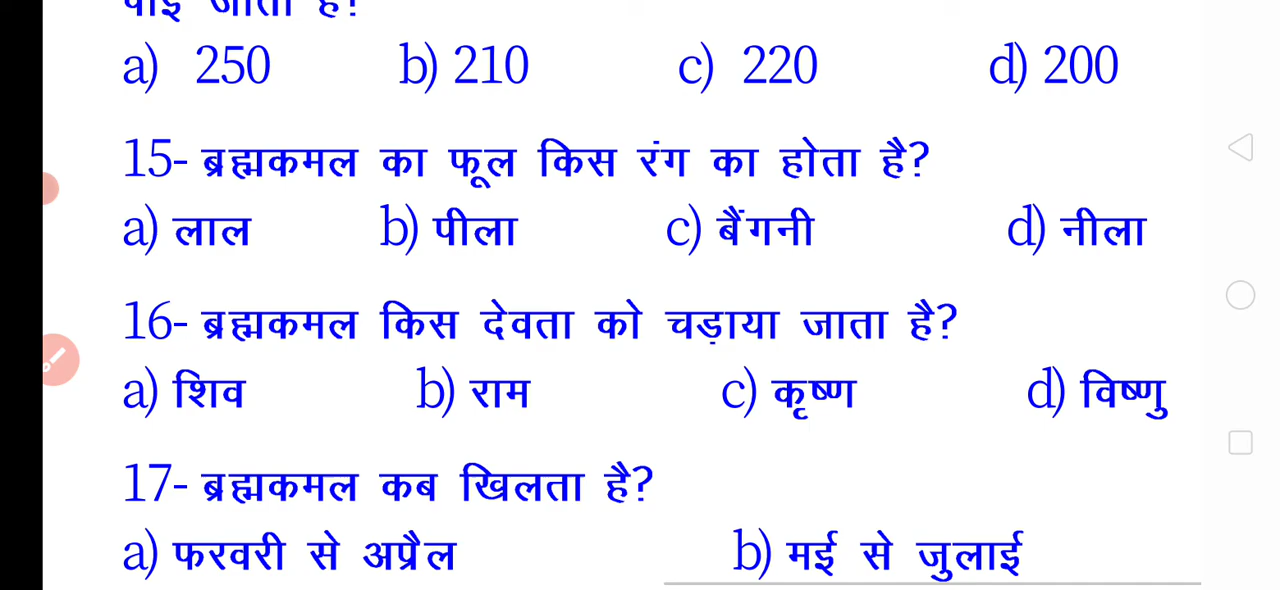 a) 250 b) 210 c) 220 d) 200
15- ब्रह्मकमल का फूल किस रंग का होता है?
a) लाल b) पीला c) बैंगनी d) नीला
16- ब्रह्मकमल किस देवता को चड़ाया जाता है?
a) शिव b) राम c) कृष्ण d) विष्णु
17- ब्रह्मकमल कब खिलता है?
a) फरवरी से अप्रैल b) मई से जुलाई